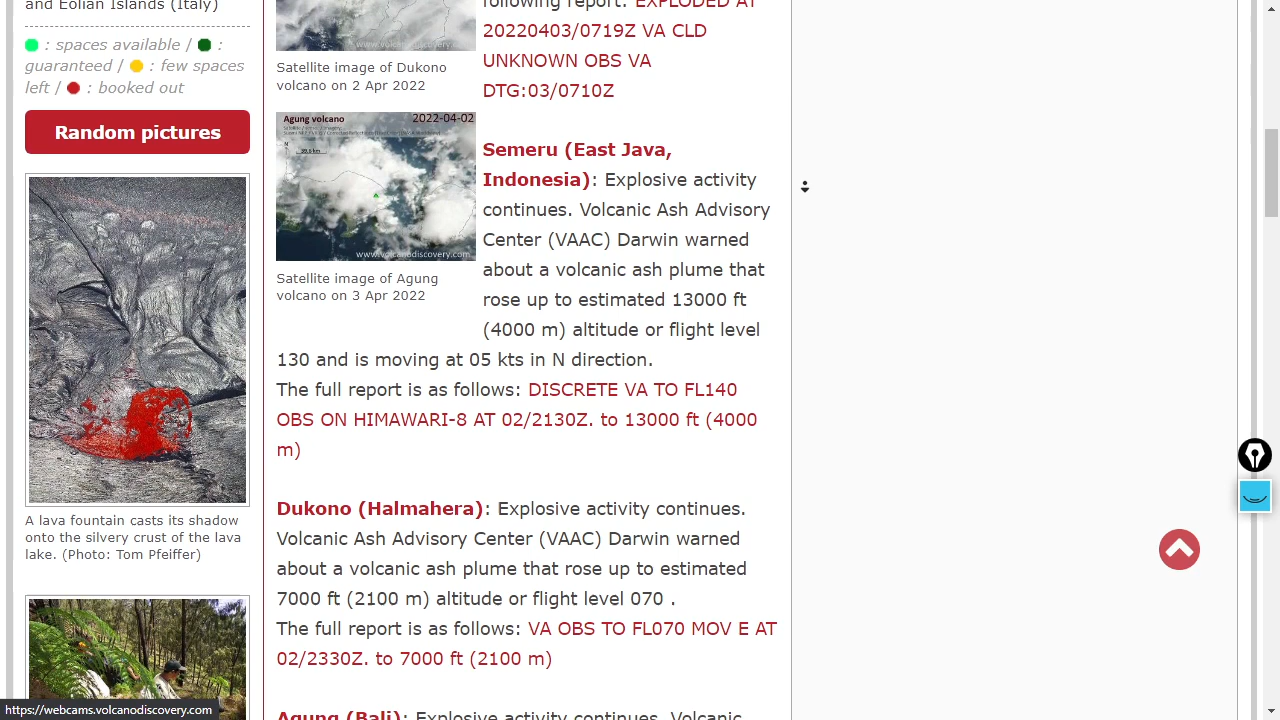 and Eolian Islands (Italy)
: spaces available / :
guaranteed / : few spaces
left / : booked out
Random pictures
A lava fountain casts its shadow
onto the silvery crust of the lava
lake. (Photo: Tom Pfeiffer)
www.volcanodiscovery.com
Satellite image of Dukono
volcano on 2 Apr 2022
Agung volcano 2022-04-02
N
www.volcanodiscovery.com
Satellite image of Agung
volcano on 3 Apr 2022
following report: EXPLODED AT
20220403/0719Z VA CLD
UNKNOWN OBS VA
DTG:03/0710Z
Semeru (East Java,
Indonesia): Explosive activity
continues. Volcanic Ash Advisory
Center (VAAC) Darwin warned
about a volcanic ash plume that
rose up to estimated 13000 ft
(4000 m) altitude or flight level
130 and is moving at 05 kts in N direction.
The full report is as follows: DISCRETE VA TO FL140
OBS ON HIMAWARI-8 AT 02/2130Z. to 13000 ft (4000
m)
Dukono (Halmahera): Explosive activity continues.
Volcanic Ash Advisory Center (VAAC) Darwin warned
about a volcanic ash plume that rose up to estimated
7000 ft (2100 m) altitude or flight level 070 .
The full report is as follows: VA OBS TO FL070 MOV E AT
02/2330Z. to 7000 ft (2100 m)
Agung (Bali): Explosive activity continues. Volcanic
https://webcams.volcanodiscovery.com